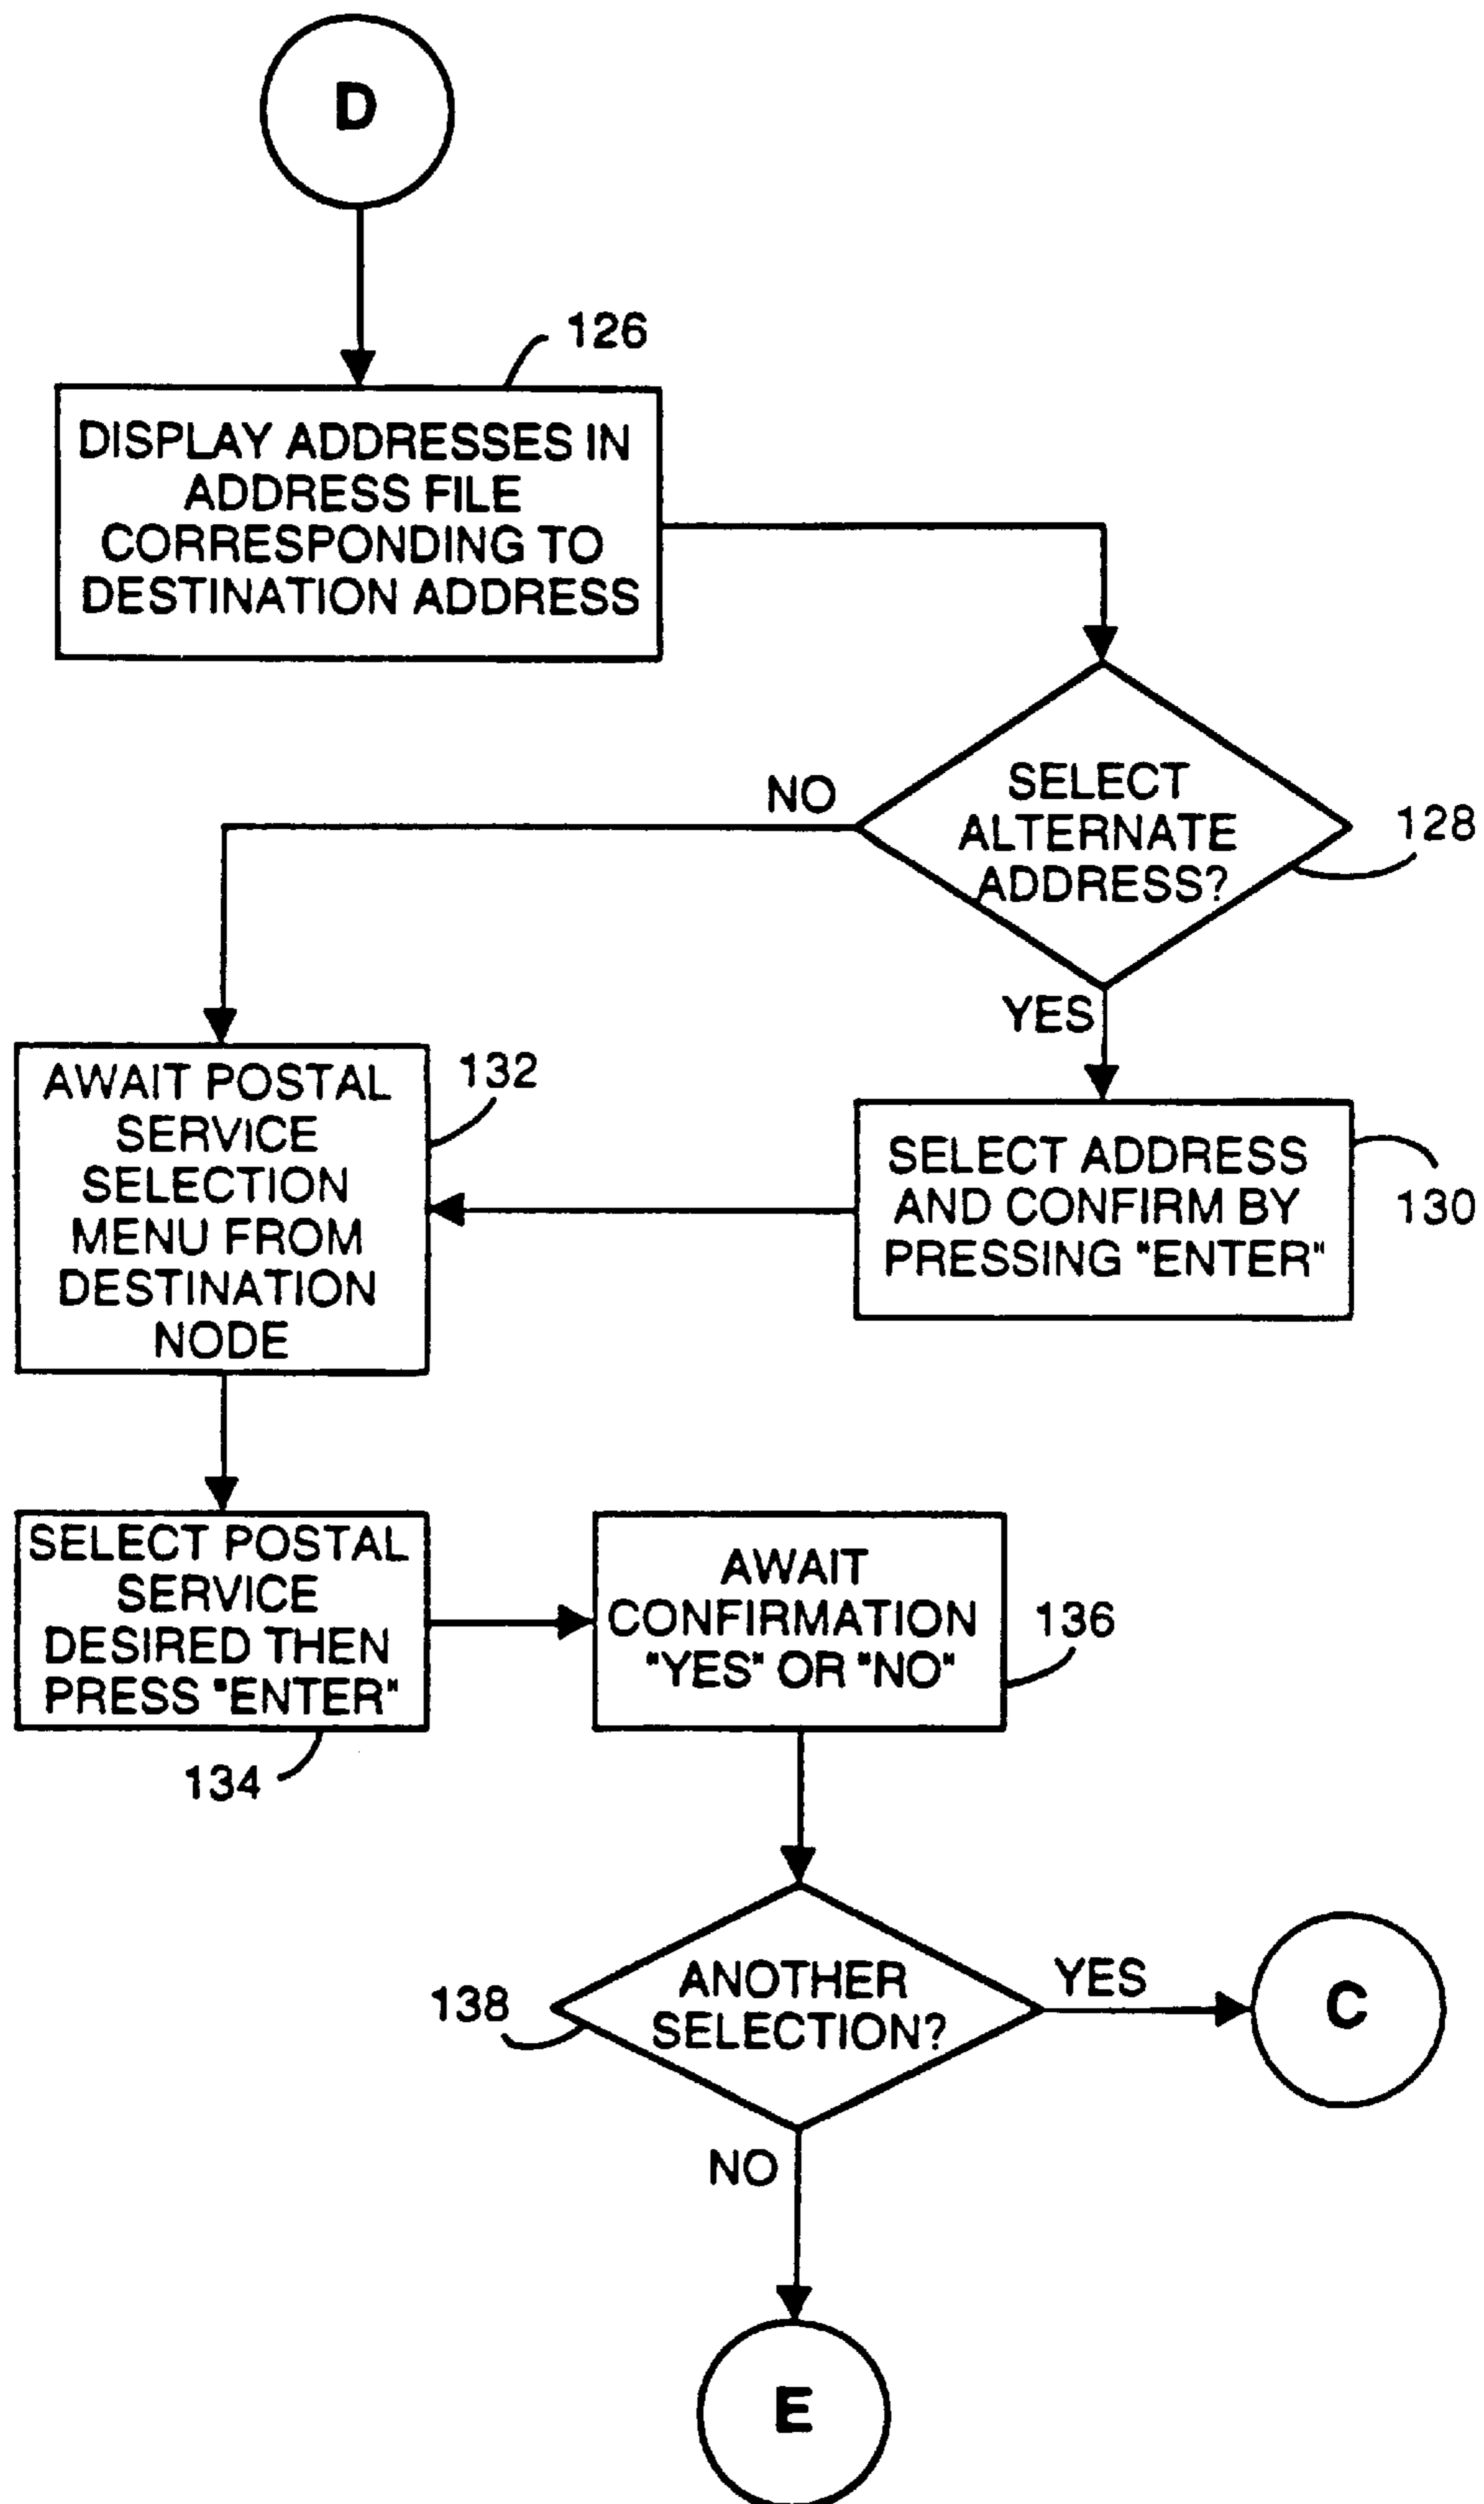 D
126
DISPLAY ADDRESSES IN
ADDRESS FILE
CORRESPONDING TO
DESTINATION ADDRESS
SELECT
ALTERNATE
ADDRESS?
128
NO
YES
AWAIT POSTAL
SERVICE
SELECTION
MENU FROM
DESTINATION
NODE
132
SELECT ADDRESS
AND CONFIRM BY
PRESSING "ENTER"
130
SELECT POSTAL
SERVICE
DESIRED THEN
PRESS "ENTER"
134
AWAIT
CONFIRMATION
"YES" OR "NO"
136
138
ANOTHER
SELECTION?
YES
C
NO
E